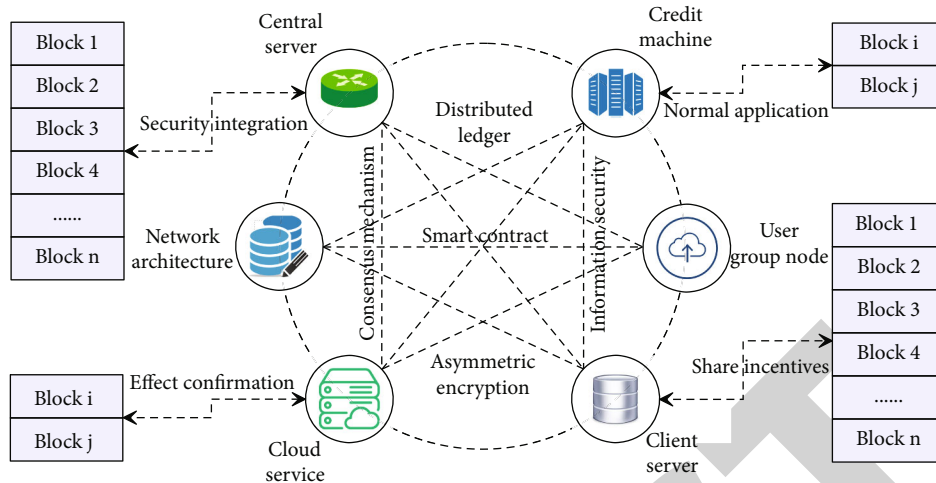 Block 1
Block 2
Block 3
Block 4
......
Block n
Central
server
Credit
machine
Block i
Block j
Security integration
Distributed
ledger
Normal application
Consensus mechanism
Information security
Network
architecture
Smart contract
User
group node
Block 1
Block 2
Block 3
Block 4
......
Block n
Block i
Block j
Effect confirmation
Asymmetric
encryption
Share incentives
Cloud
service
Client
server